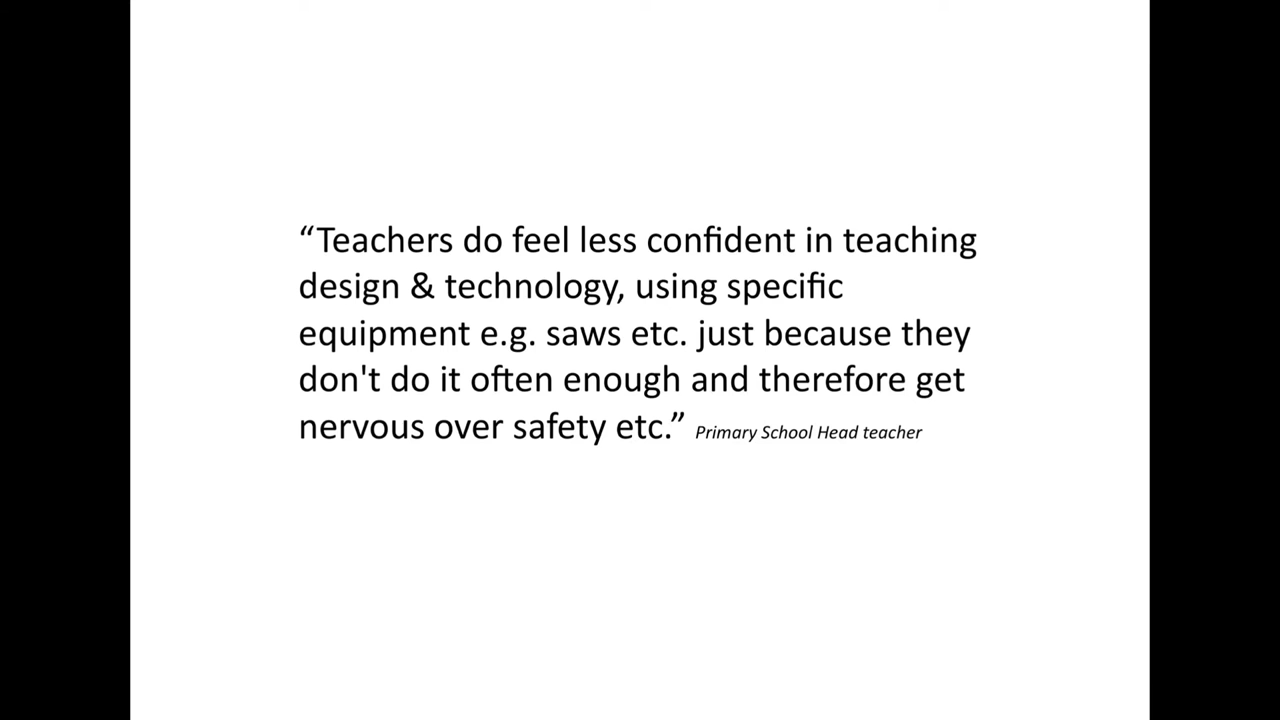 “Teachers do feel less confident in teaching
design & technology, using specific
equipment e.g. saws etc. just because they
don't do it often enough and therefore get
nervous over safety etc.” Primary School Head teacher